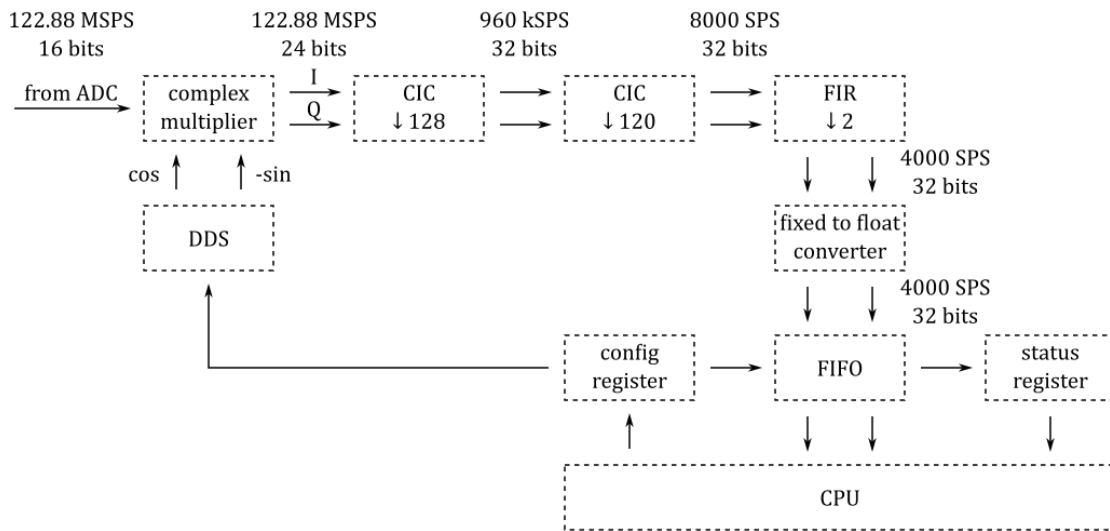 122.88 MSPS
16 bits
122.88 MSPS
24 bits
960 kSPS
32 bits
8000 SPS
32 bits
from ADC
complex
multiplier
I
Q
CIC
↓ 128
CIC
↓ 120
FIR
↓ 2
cos
-sin
4000 SPS
32 bits
DDS
fixed to float
converter
4000 SPS
32 bits
config
register
FIFO
status
register
CPU